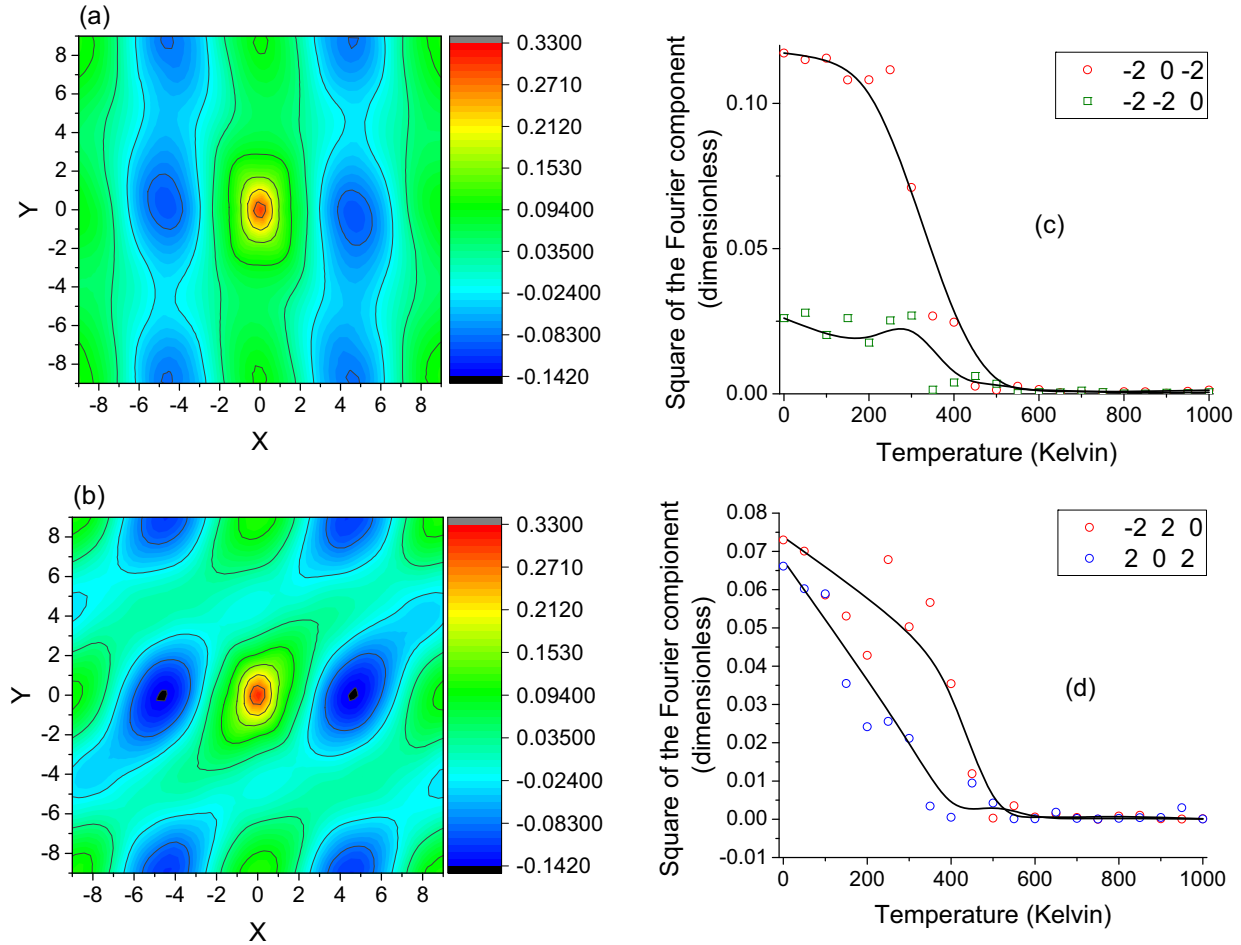 (a)
8
6
4
2
0
-2
-4
-6
-8
Y
-8 -6 -4 -2 0 2 4 6 8
X
0.3300
0.2710
0.2120
0.1530
0.09400
0.03500
-0.02400
-0.08300
-0.1420
Square of the Fourier component
(dimensionless)
0.10
0.05
0.00
-2 0 -2
-2 -2 0
(c)
0 200 400 600 800 1000
Temperature (Kelvin)
(b)
8
6
4
2
0
-2
-4
-6
-8
Y
-8 -6 -4 -2 0 2 4 6 8
X
0.3300
0.2710
0.2120
0.1530
0.09400
0.03500
-0.02400
-0.08300
-0.1420
Square of the Fourier compionent
(dimensionless)
0.08
0.07
0.06
0.05
0.04
0.03
0.02
0.01
0.00
-0.01
-2 2 0
2 0 2
(d)
0 200 400 600 800 1000
Temperature (Kelvin)